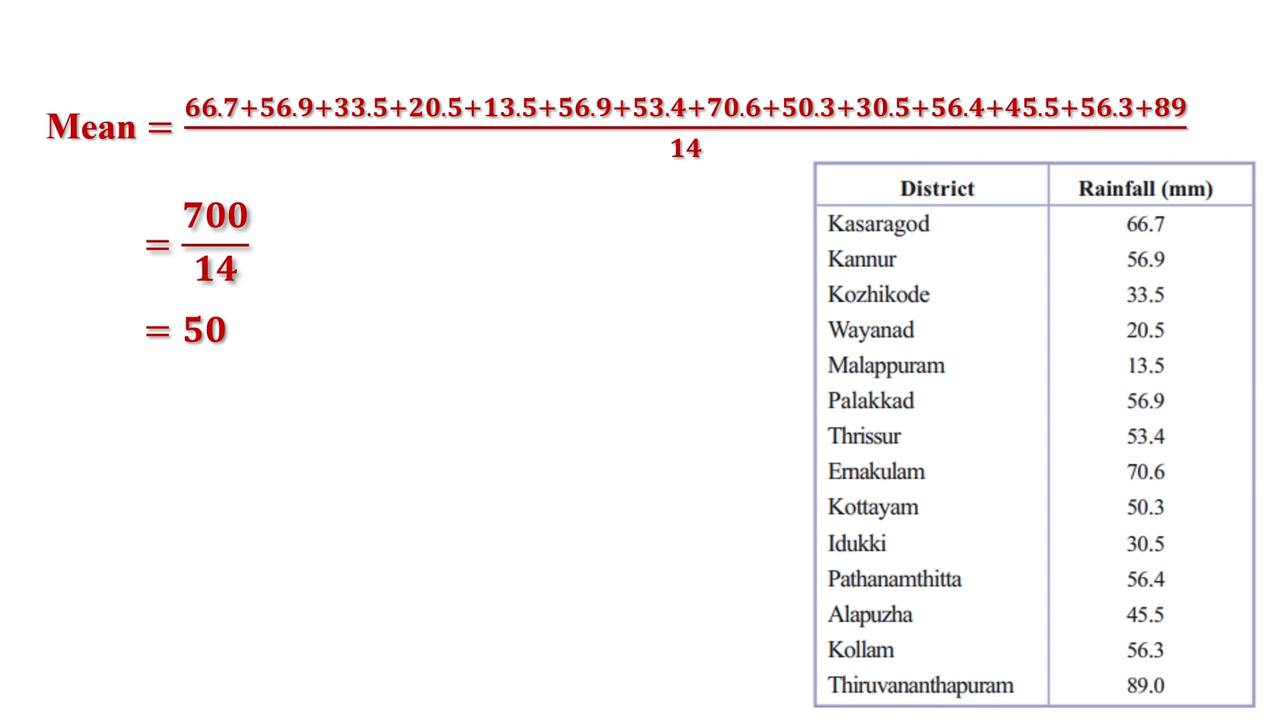 Mean = 66.7+56.9+33.5+20.5+13.5+56.9+53.4+70.6+50.3+30.5+56.4+45.5+56.3+89
14
= 700
14
= 50
District Rainfall (mm)
Kasaragod 66.7
Kannur 56.9
Kozhikode 33.5
Wayanad 20.5
Malappuram 13.5
Palakkad 56.9
Thrissur 53.4
Ernakulam 70.6
Kottayam 50.3
Idukki 30.5
Pathanamthitta 56.4
Alapuzha 45.5
Kollam 56.3
Thiruvananthapuram 89.0